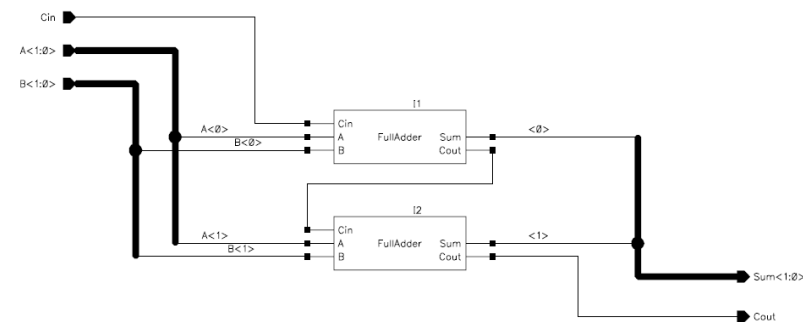 Cin
A<1:0>
B<1:0>
I1
Cin
A<0> A FullAdder Sum <0>
B<0> B Cout
I2
Cin
A<1> A FullAdder Sum <1>
B<1> B Cout
Sum<1:0>
Cout